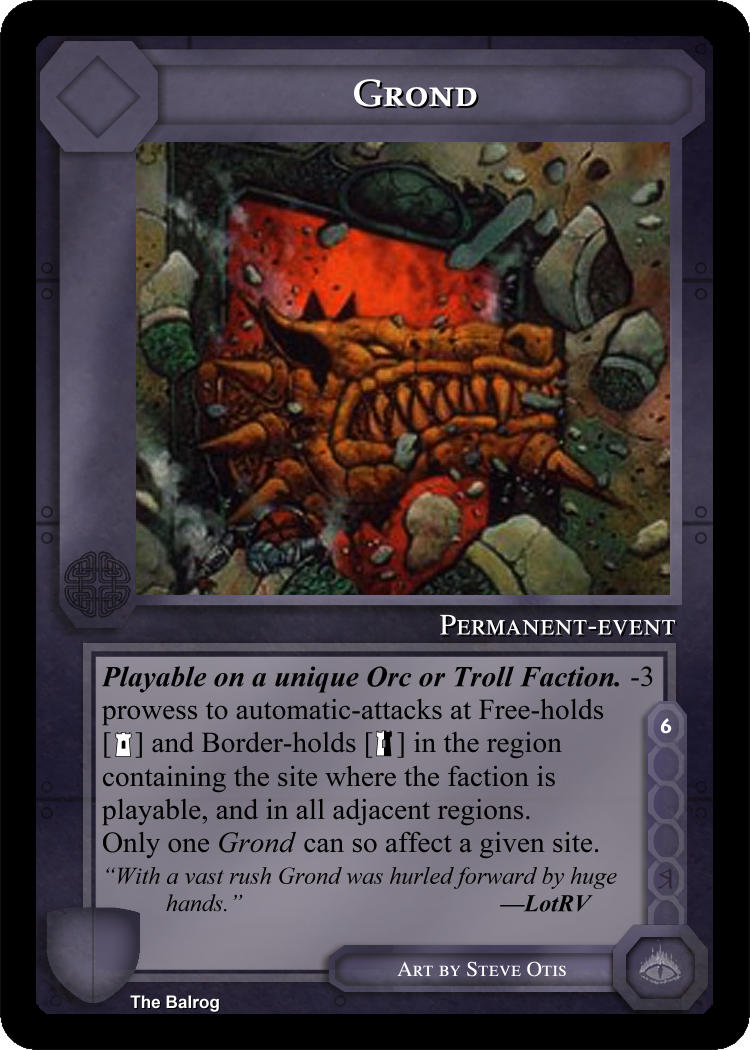 Grond
Permanent-event
Playable on a unique Orc or Troll Faction. -3
prowess to automatic-attacks at Free-holds
[ ] and Border-holds [ ] in the region
containing the site where the faction is
playable, and in all adjacent regions.
Only one Grond can so affect a given site.
6
“With a vast rush Grond was hurled forward by huge
hands.” —LotRV
Art by Steve Otis
The Balrog